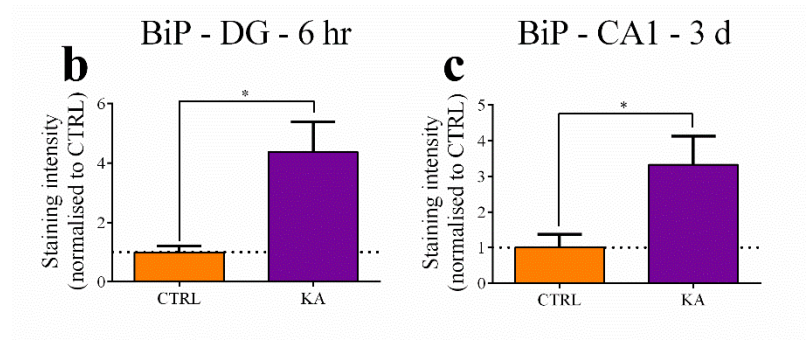 BiP - DG - 6 hr
b
Staining intensity
(normalised to CTRL)
6
4
2
0
*
CTRL
KA
BiP - CA1 - 3 d
c
Staining intensity
(normalised to CTRL)
5
4
3
2
1
0
*
CTRL
KA